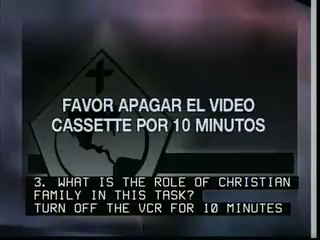 FAVOR APAGAR EL VIDEO
CASSETTE POR 10 MINUTOS
3. WHAT IS THE ROLE OF CHRISTIAN
FAMILY IN THIS TASK?
TURN OFF THE VCR FOR 10 MINUTES